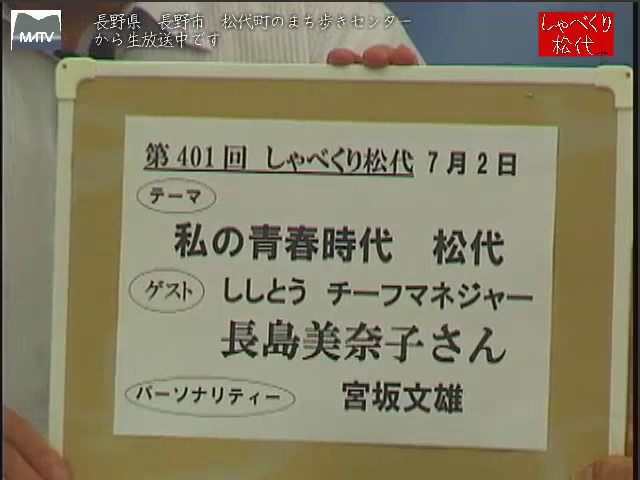 MATV
長野県 長野市 松代町のまち歩きセンター
から生放送中です
しゃべくり
松代
第401回 しゃべくり松代 7月2日
テーマ
私の青春時代 松代
ゲスト ししとう チーフマネジャー
長島美奈子さん
パーソナリティー 宮坂文雄